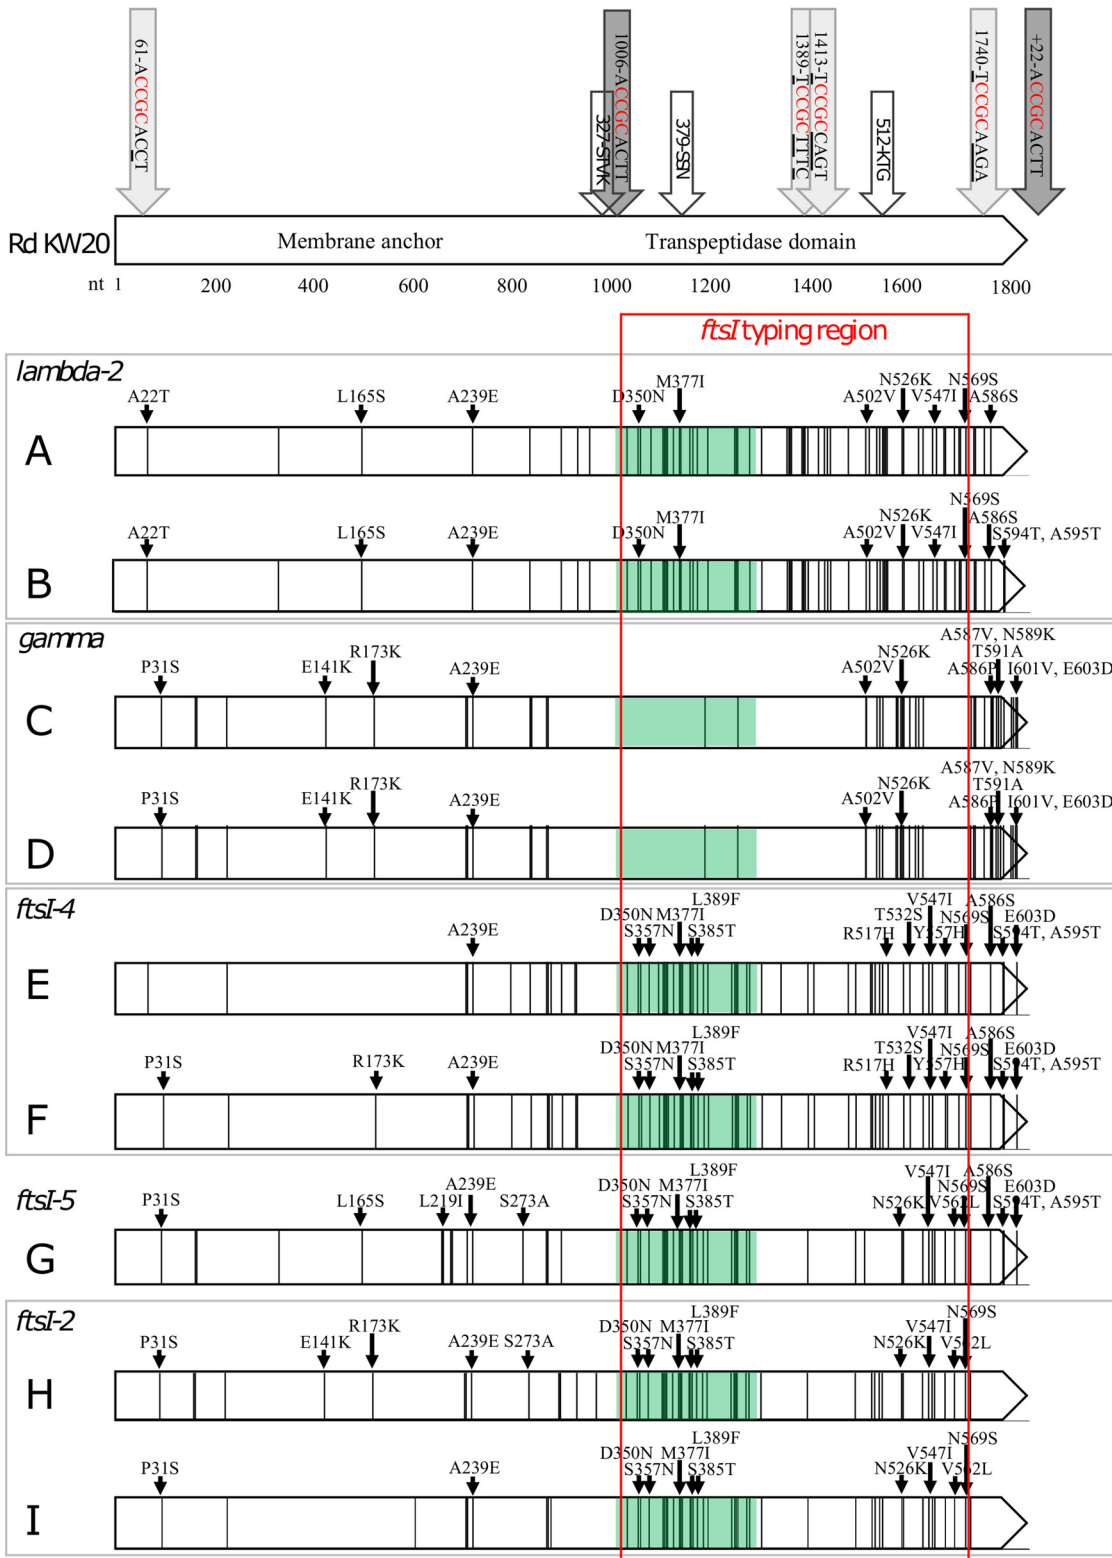 61-ACCGCACCT
1006-ACCGCACTT
327-STVK
379-SSN
1389-TCCGCTTTC
1413-TCCGCCAGT
512-KTG
1740-TCCGCAAGA
+22-ACCGCACTT
Rd KW20
Membrane anchor
Transpeptidase domain
nt 1 200 400 600 800 1000 1200 1400 1600 1800
ftsI typing region
lambda-2
A22T L165S A239E D350N M377I A502V N526K V547I N569S A586S
A
A22T L165S A239E D350N M377I A502V N526K V547I N569S A586S S594T, A595T
B
gamma
P31S E141K R173K A239E A502V N526K A586P A587V, N589K T591A I601V, E603D
C
P31S E141K R173K A239E A502V N526K A586P A587V, N589K T591A I601V, E603D
D
ftsI-4
A239E D350N S357N M377I S385T L389F R517H T532S V547I Y557H N569S A586S S594T, A595T E603D
E
P31S R173K A239E D350N S357N M377I S385T L389F R517H T532S V547I Y557H N569S A586S S594T, A595T E603D
F
ftsI-5
P31S L165S L219I A239E S273A D350N S357N M377I S385T L389F N526K V547I V562L N569S A586S S594T, A595T E603D
G
ftsI-2
P31S E141K R173K A239E S273A D350N S357N M377I S385T L389F N526K V547I V562L N569S
H
P31S A239E D350N S357N M377I S385T L389F N526K V547I V562L N569S
I